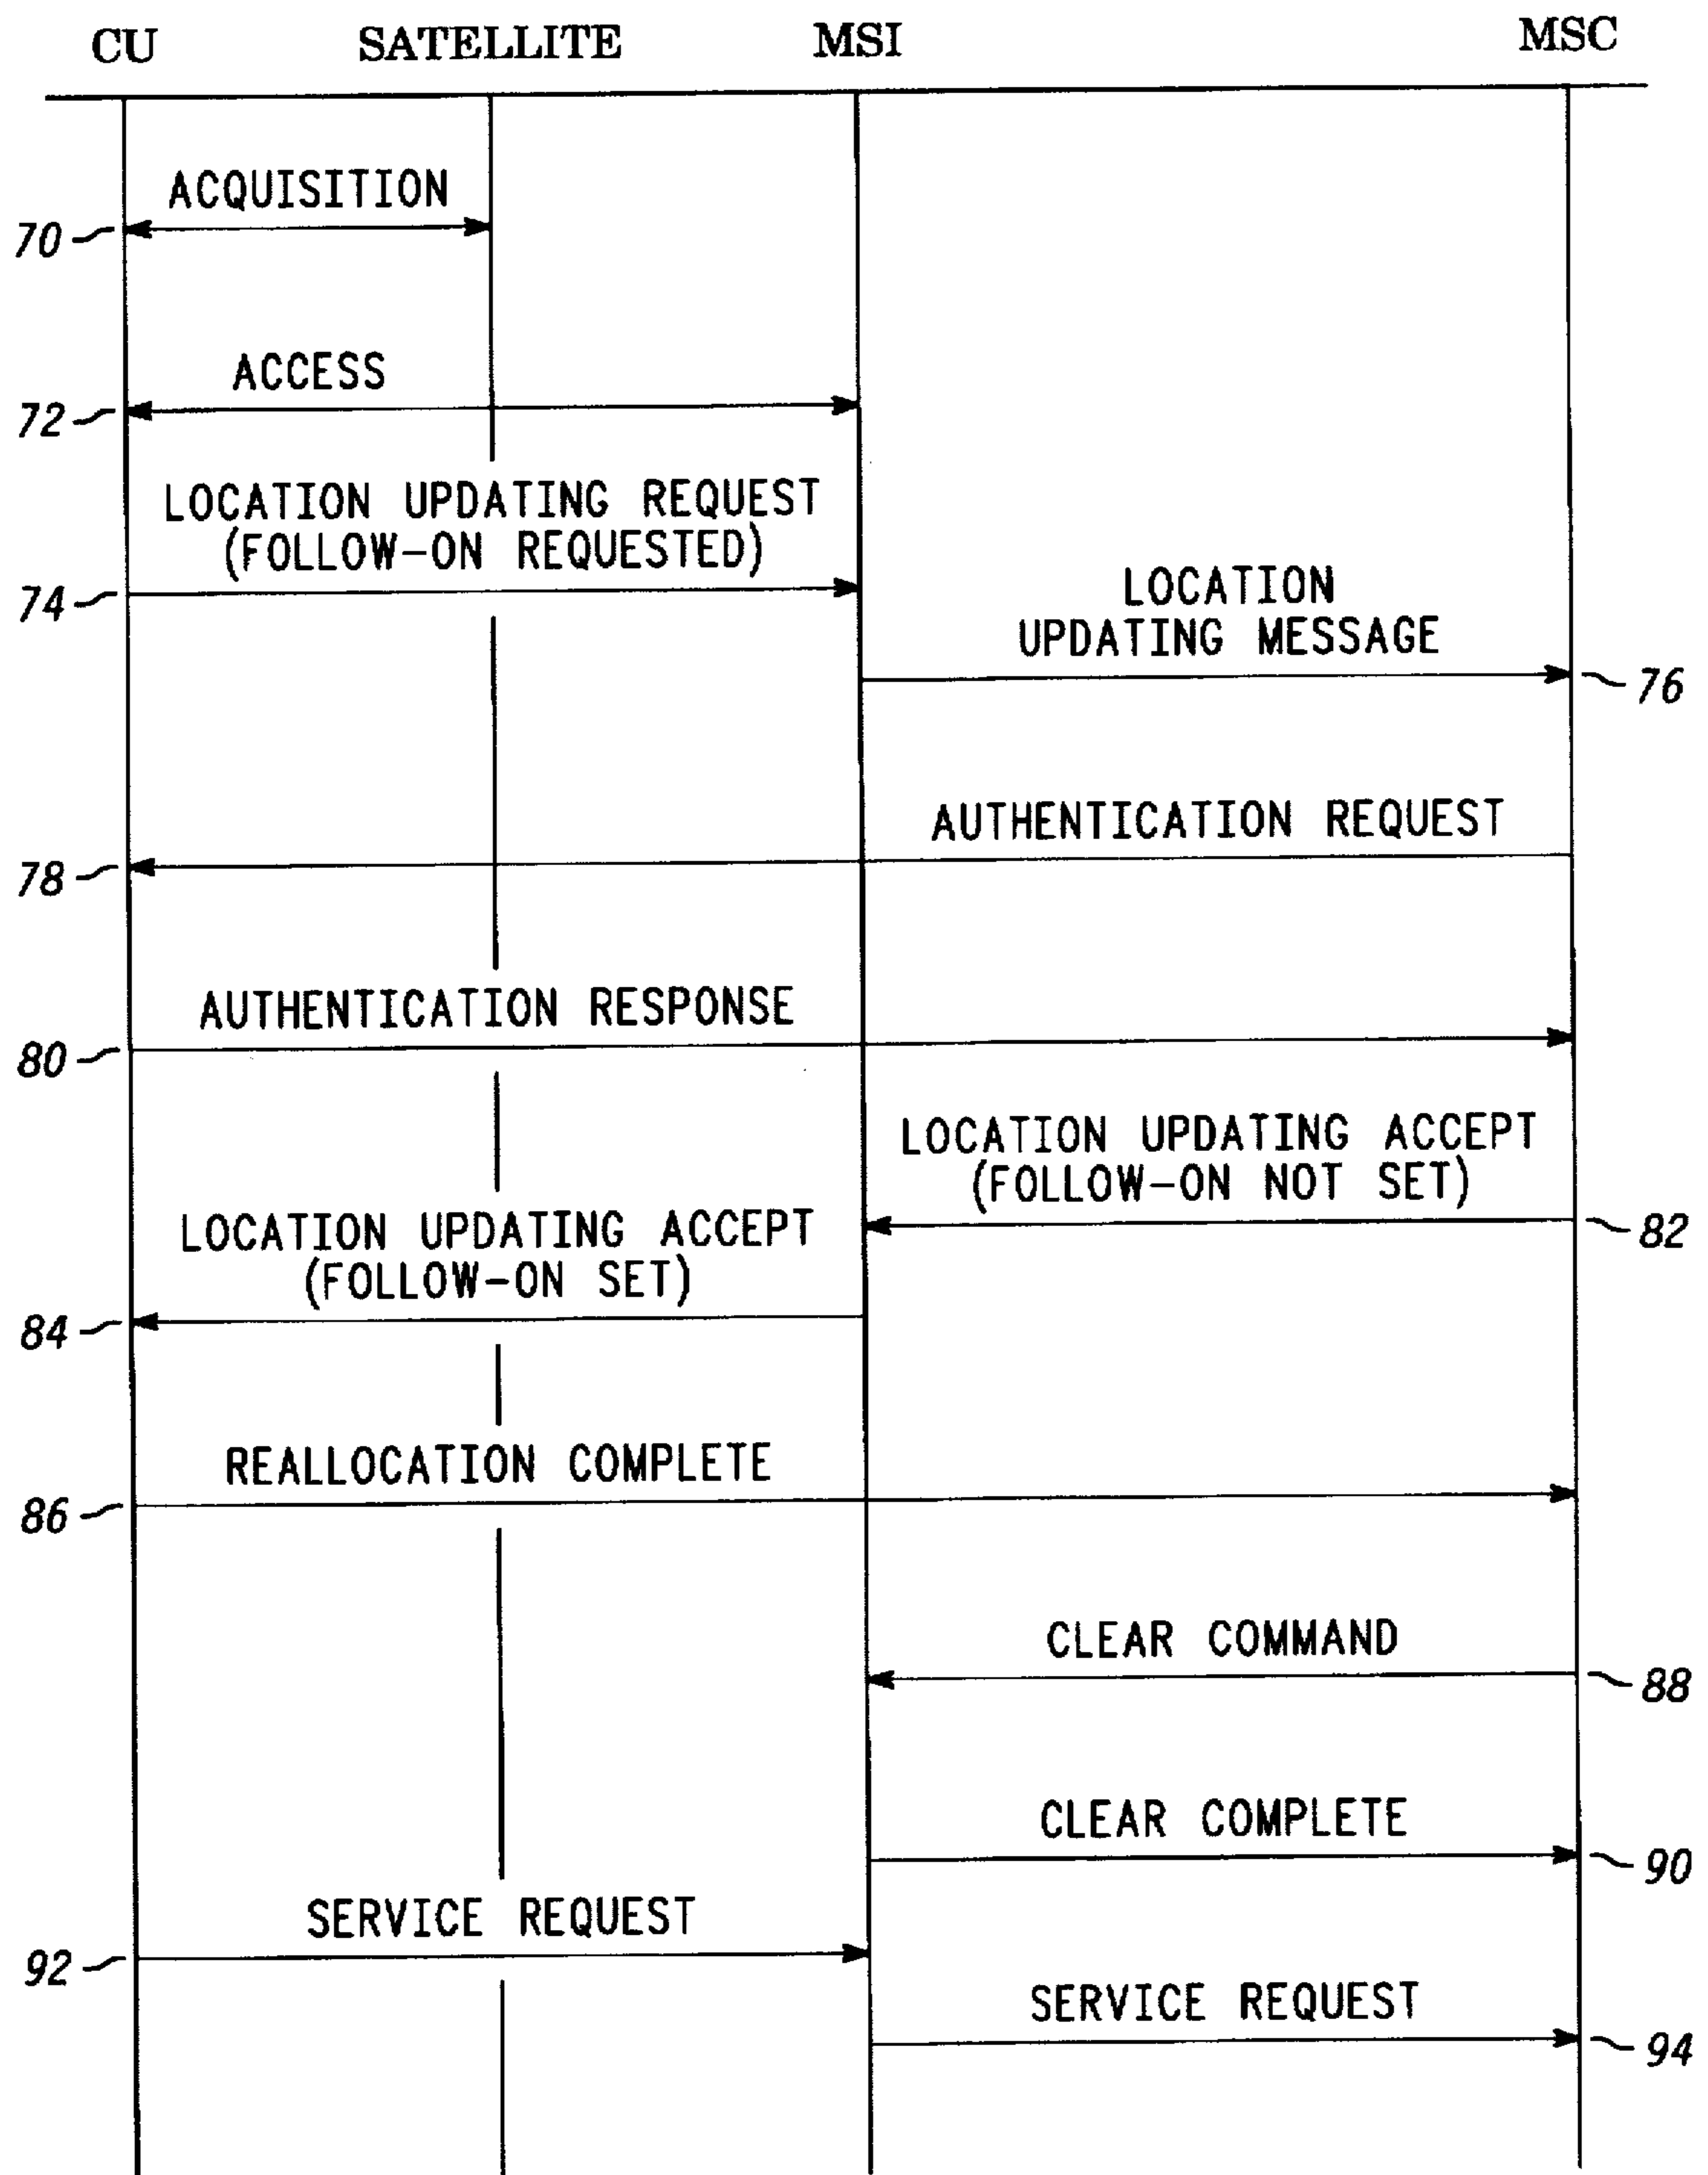 CU SATELLITE MSI MSC
ACQUISITION
70
ACCESS
72
LOCATION UPDATING REQUEST
(FOLLOW-ON REQUESTED)
74
LOCATION
UPDATING MESSAGE
76
AUTHENTICATION REQUEST
78
AUTHENTICATION RESPONSE
80
LOCATION UPDATING ACCEPT
(FOLLOW-ON NOT SET)
82
LOCATION UPDATING ACCEPT
(FOLLOW-ON SET)
84
REALLOCATION COMPLETE
86
CLEAR COMMAND
88
CLEAR COMPLETE
90
SERVICE REQUEST
92
SERVICE REQUEST
94